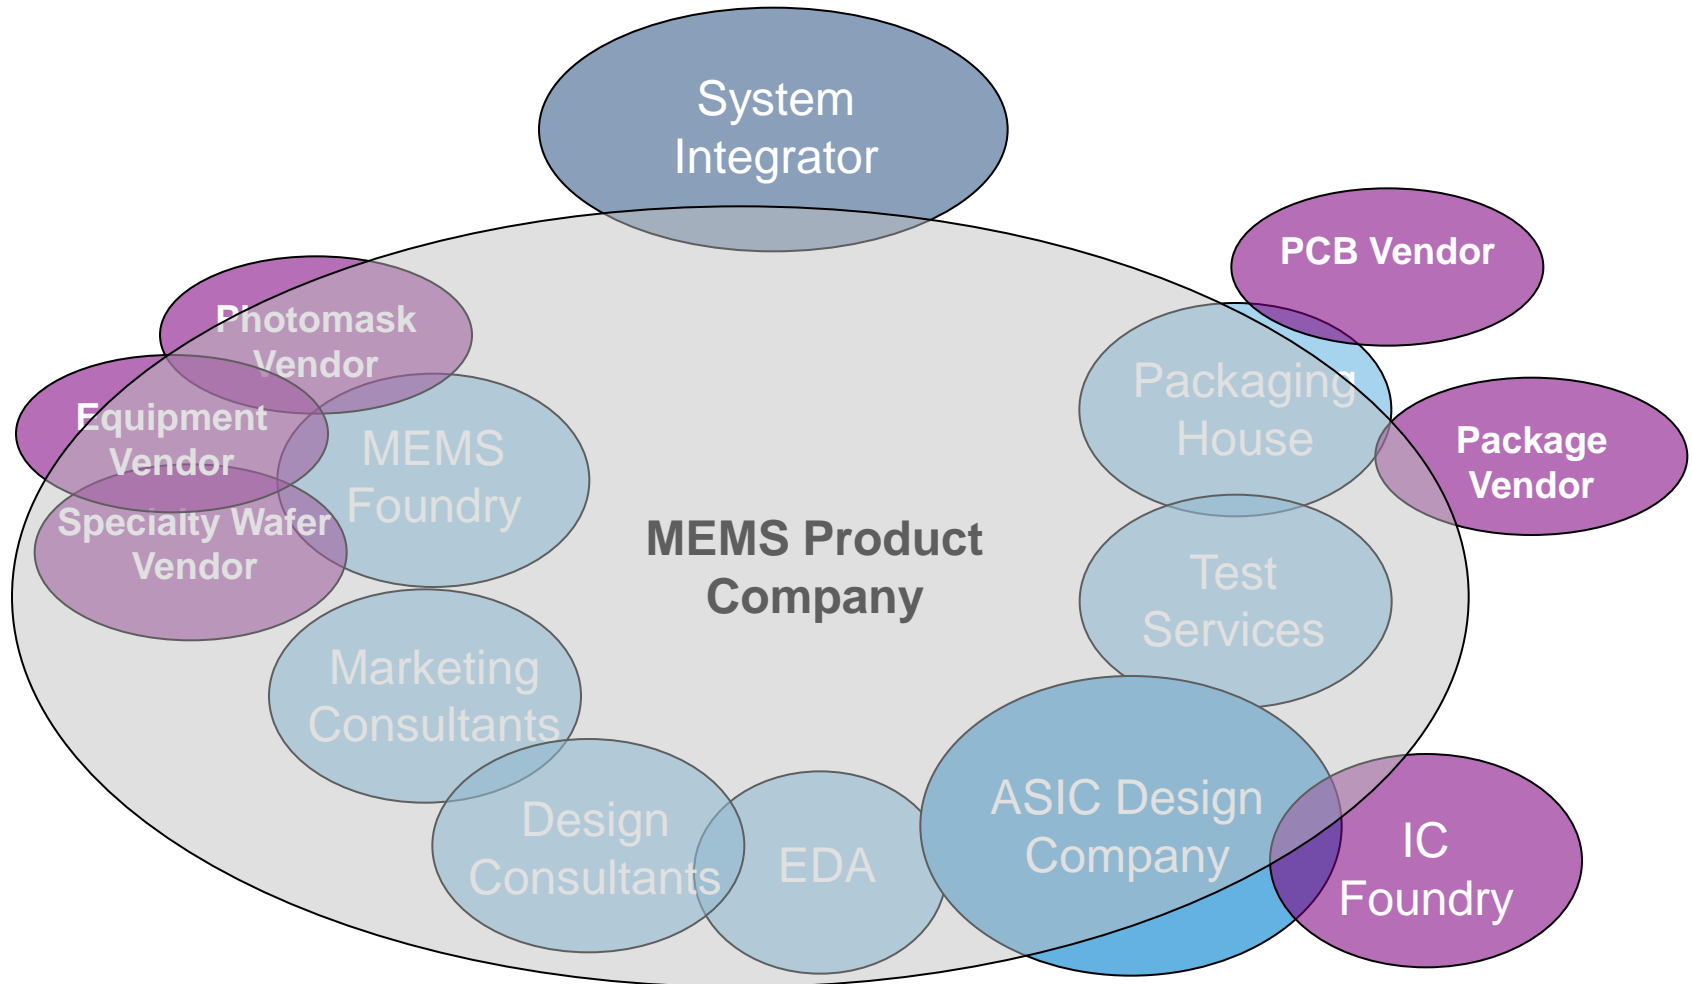 System
Integrator
PCB Vendor
Photomask
Vendor
Packaging
House
Equipment
Vendor
MEMS
Foundry
Package
Vendor
Specialty Wafer
Vendor
MEMS Product
Company
Test
Services
Marketing
Consultants
Design
Consultants
EDA
ASIC Design
Company
IC
Foundry